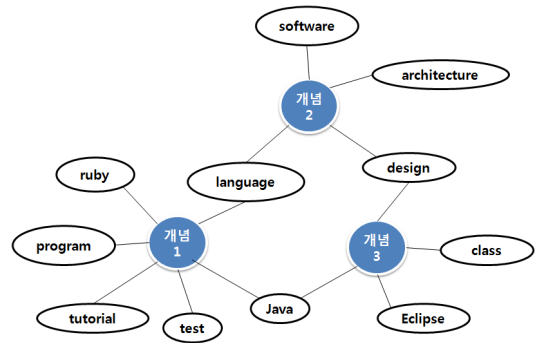 software
architecture
개념
2
ruby
language
design
program
개념
1
개념
3
class
tutorial
test
Java
Eclipse